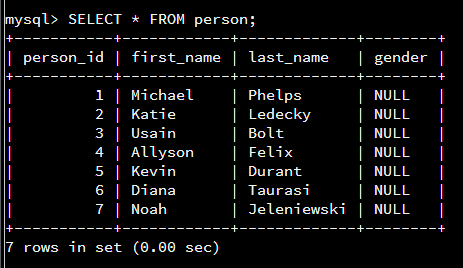 mysql> SELECT * FROM person;
+-----------+------------+-------------+--------+
| person_id | first_name | last_name   | gender |
+-----------+------------+-------------+--------+
|         1 | Michael    | Phelps      | NULL   |
|         2 | Katie      | Ledecky     | NULL   |
|         3 | Usain      | Bolt        | NULL   |
|         4 | Allyson    | Felix       | NULL   |
|         5 | Kevin      | Durant      | NULL   |
|         6 | Diana      | Taurasi     | NULL   |
|         7 | Noah       | Jeleniewski | NULL   |
+-----------+------------+-------------+--------+
7 rows in set (0.00 sec)